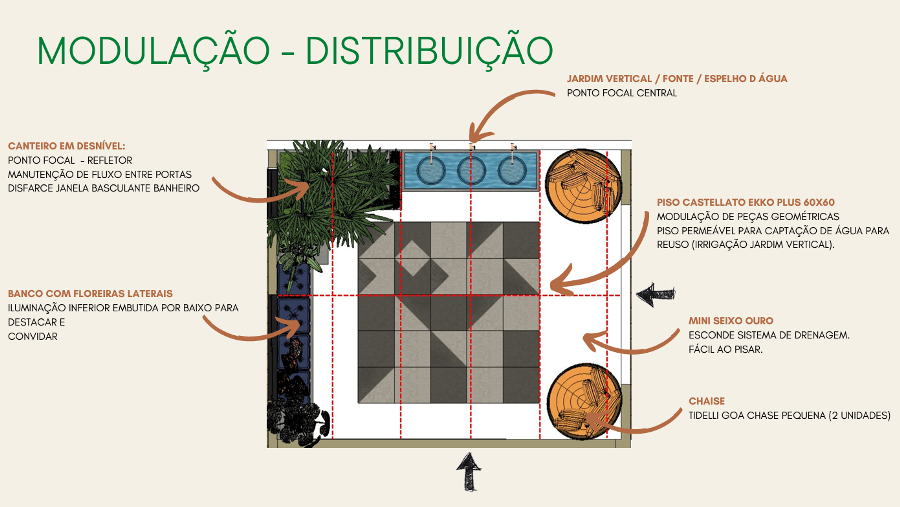 MODULAÇÃO - DISTRIBUIÇÃO
JARDIM VERTICAL / FONTE / ESPELHO D ÁGUA
PONTO FOCAL CENTRAL
CANTEIRO EM DESNÍVEL:
PONTO FOCAL - REFLETOR
MANUTENÇÃO DE FLUXO ENTRE PORTAS
DISFARCE JANELA BASCULANTE BANHEIRO
PISO CASTELLATO EKKO PLUS 60X60
MODULAÇÃO DE PEÇAS GEOMÉTRICAS
PISO PERMEÁVEL PARA CAPTAÇÃO DE ÁGUA PARA
REUSO (IRRIGAÇÃO JARDIM VERTICAL).
BANCO COM FLOREIRAS LATERAIS
ILUMINAÇÃO INFERIOR EMBUTIDA POR BAIXO PARA
DESTACAR E
CONVIDAR
MINI SEIXO OURO
ESCONDE SISTEMA DE DRENAGEM.
FÁCIL AO PISAR.
CHAISE
TIDELLI GOA CHASE PEQUENA (2 UNIDADES)